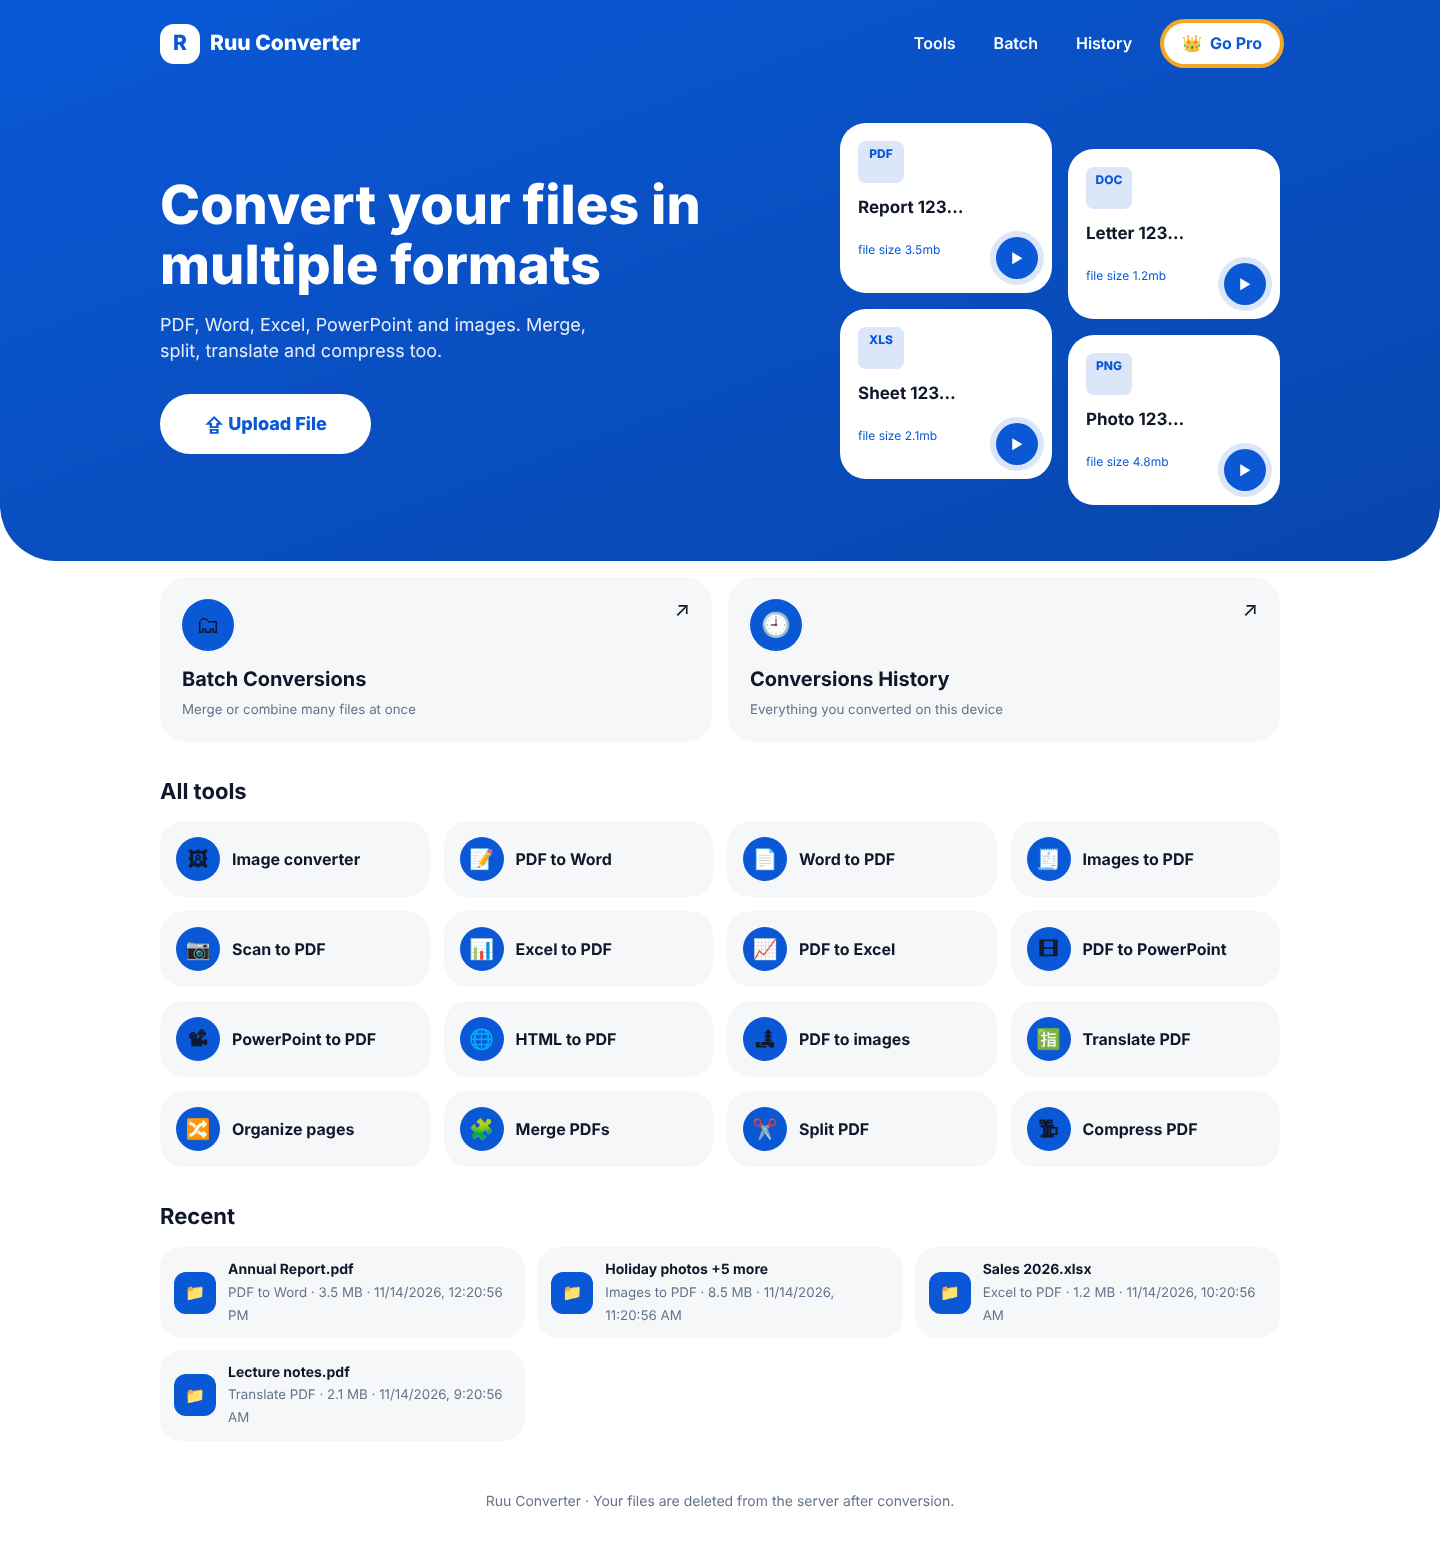 R Ruu Converter
Tools Batch History 👑 Go Pro
Convert your files in
multiple formats
PDF, Word, Excel, PowerPoint and images. Merge,
split, translate and compress too.
⇪ Upload File
PDF
Report 123...
file size 3.5mb
DOC
Letter 123...
file size 1.2mb
XLS
Sheet 123...
file size 2.1mb
PNG
Photo 123...
file size 4.8mb
Batch Conversions
Merge or combine many files at once
Conversions History
Everything you converted on this device
All tools
Image converter
PDF to Word
Word to PDF
Images to PDF
Scan to PDF
Excel to PDF
PDF to Excel
PDF to PowerPoint
PowerPoint to PDF
HTML to PDF
PDF to images
指
Translate PDF
Organize pages
Merge PDFs
Split PDF
Compress PDF
Recent
Annual Report.pdf
PDF to Word · 3.5 MB · 11/14/2026, 12:20:56
PM
Holiday photos +5 more
Images to PDF · 8.5 MB · 11/14/2026,
11:20:56 AM
Sales 2026.xlsx
Excel to PDF · 1.2 MB · 11/14/2026, 10:20:56
AM
Lecture notes.pdf
Translate PDF · 2.1 MB · 11/14/2026, 9:20:56
AM
Ruu Converter · Your files are deleted from the server after conversion.